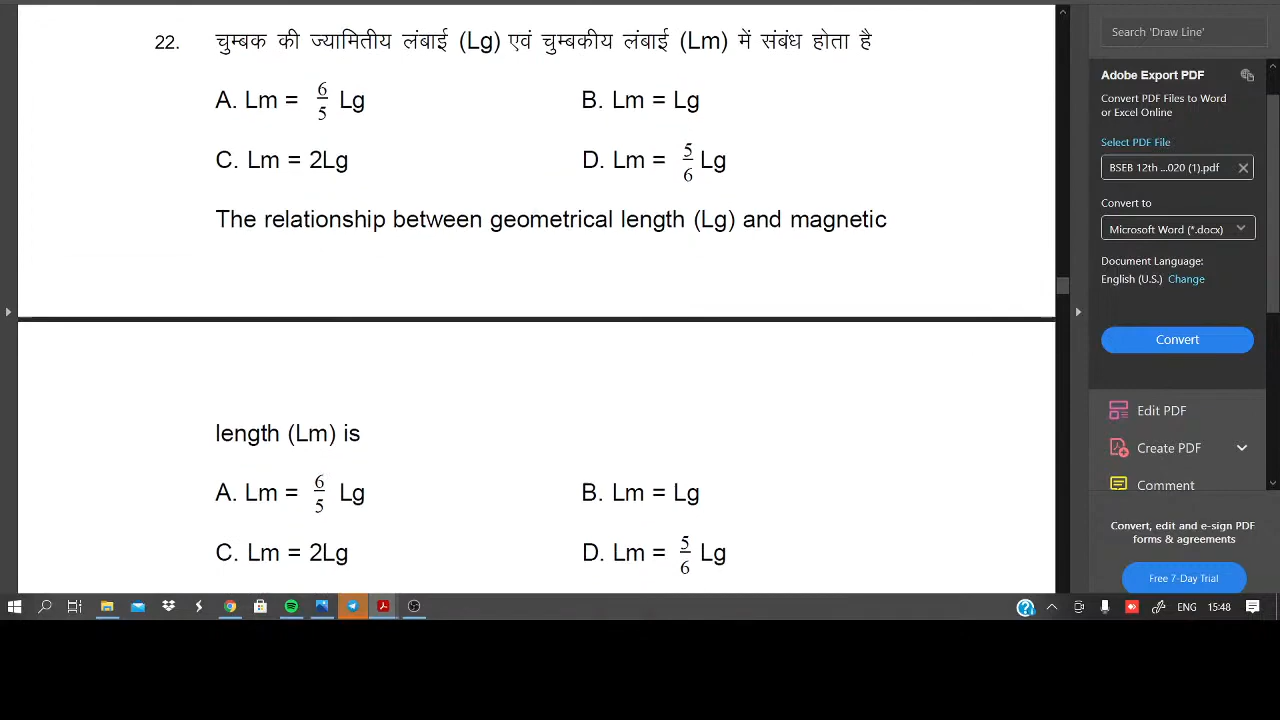 22. चुम्बक की ज्यामितीय लंबाई (Lg) एवं चुम्बकीय लंबाई (Lm) में संबंध होता है
A. Lm = 6/5 Lg B. Lm = Lg
C. Lm = 2Lg D. Lm = 5/6 Lg
The relationship between geometrical length (Lg) and magnetic
length (Lm) is
A. Lm = 6/5 Lg B. Lm = Lg
C. Lm = 2Lg D. Lm = 5/6 Lg
Search 'Draw Line'
Adobe Export PDF
Convert PDF Files to Word
or Excel Online
Select PDF File
BSEB 12th ...020 (1).pdf
Convert to
Microsoft Word (*.docx)
Document Language:
English (U.S.) Change
Convert
Edit PDF
Create PDF
Comment
Convert, edit and e-sign PDF
forms & agreements
Free 7-Day Trial
ENG 15:48